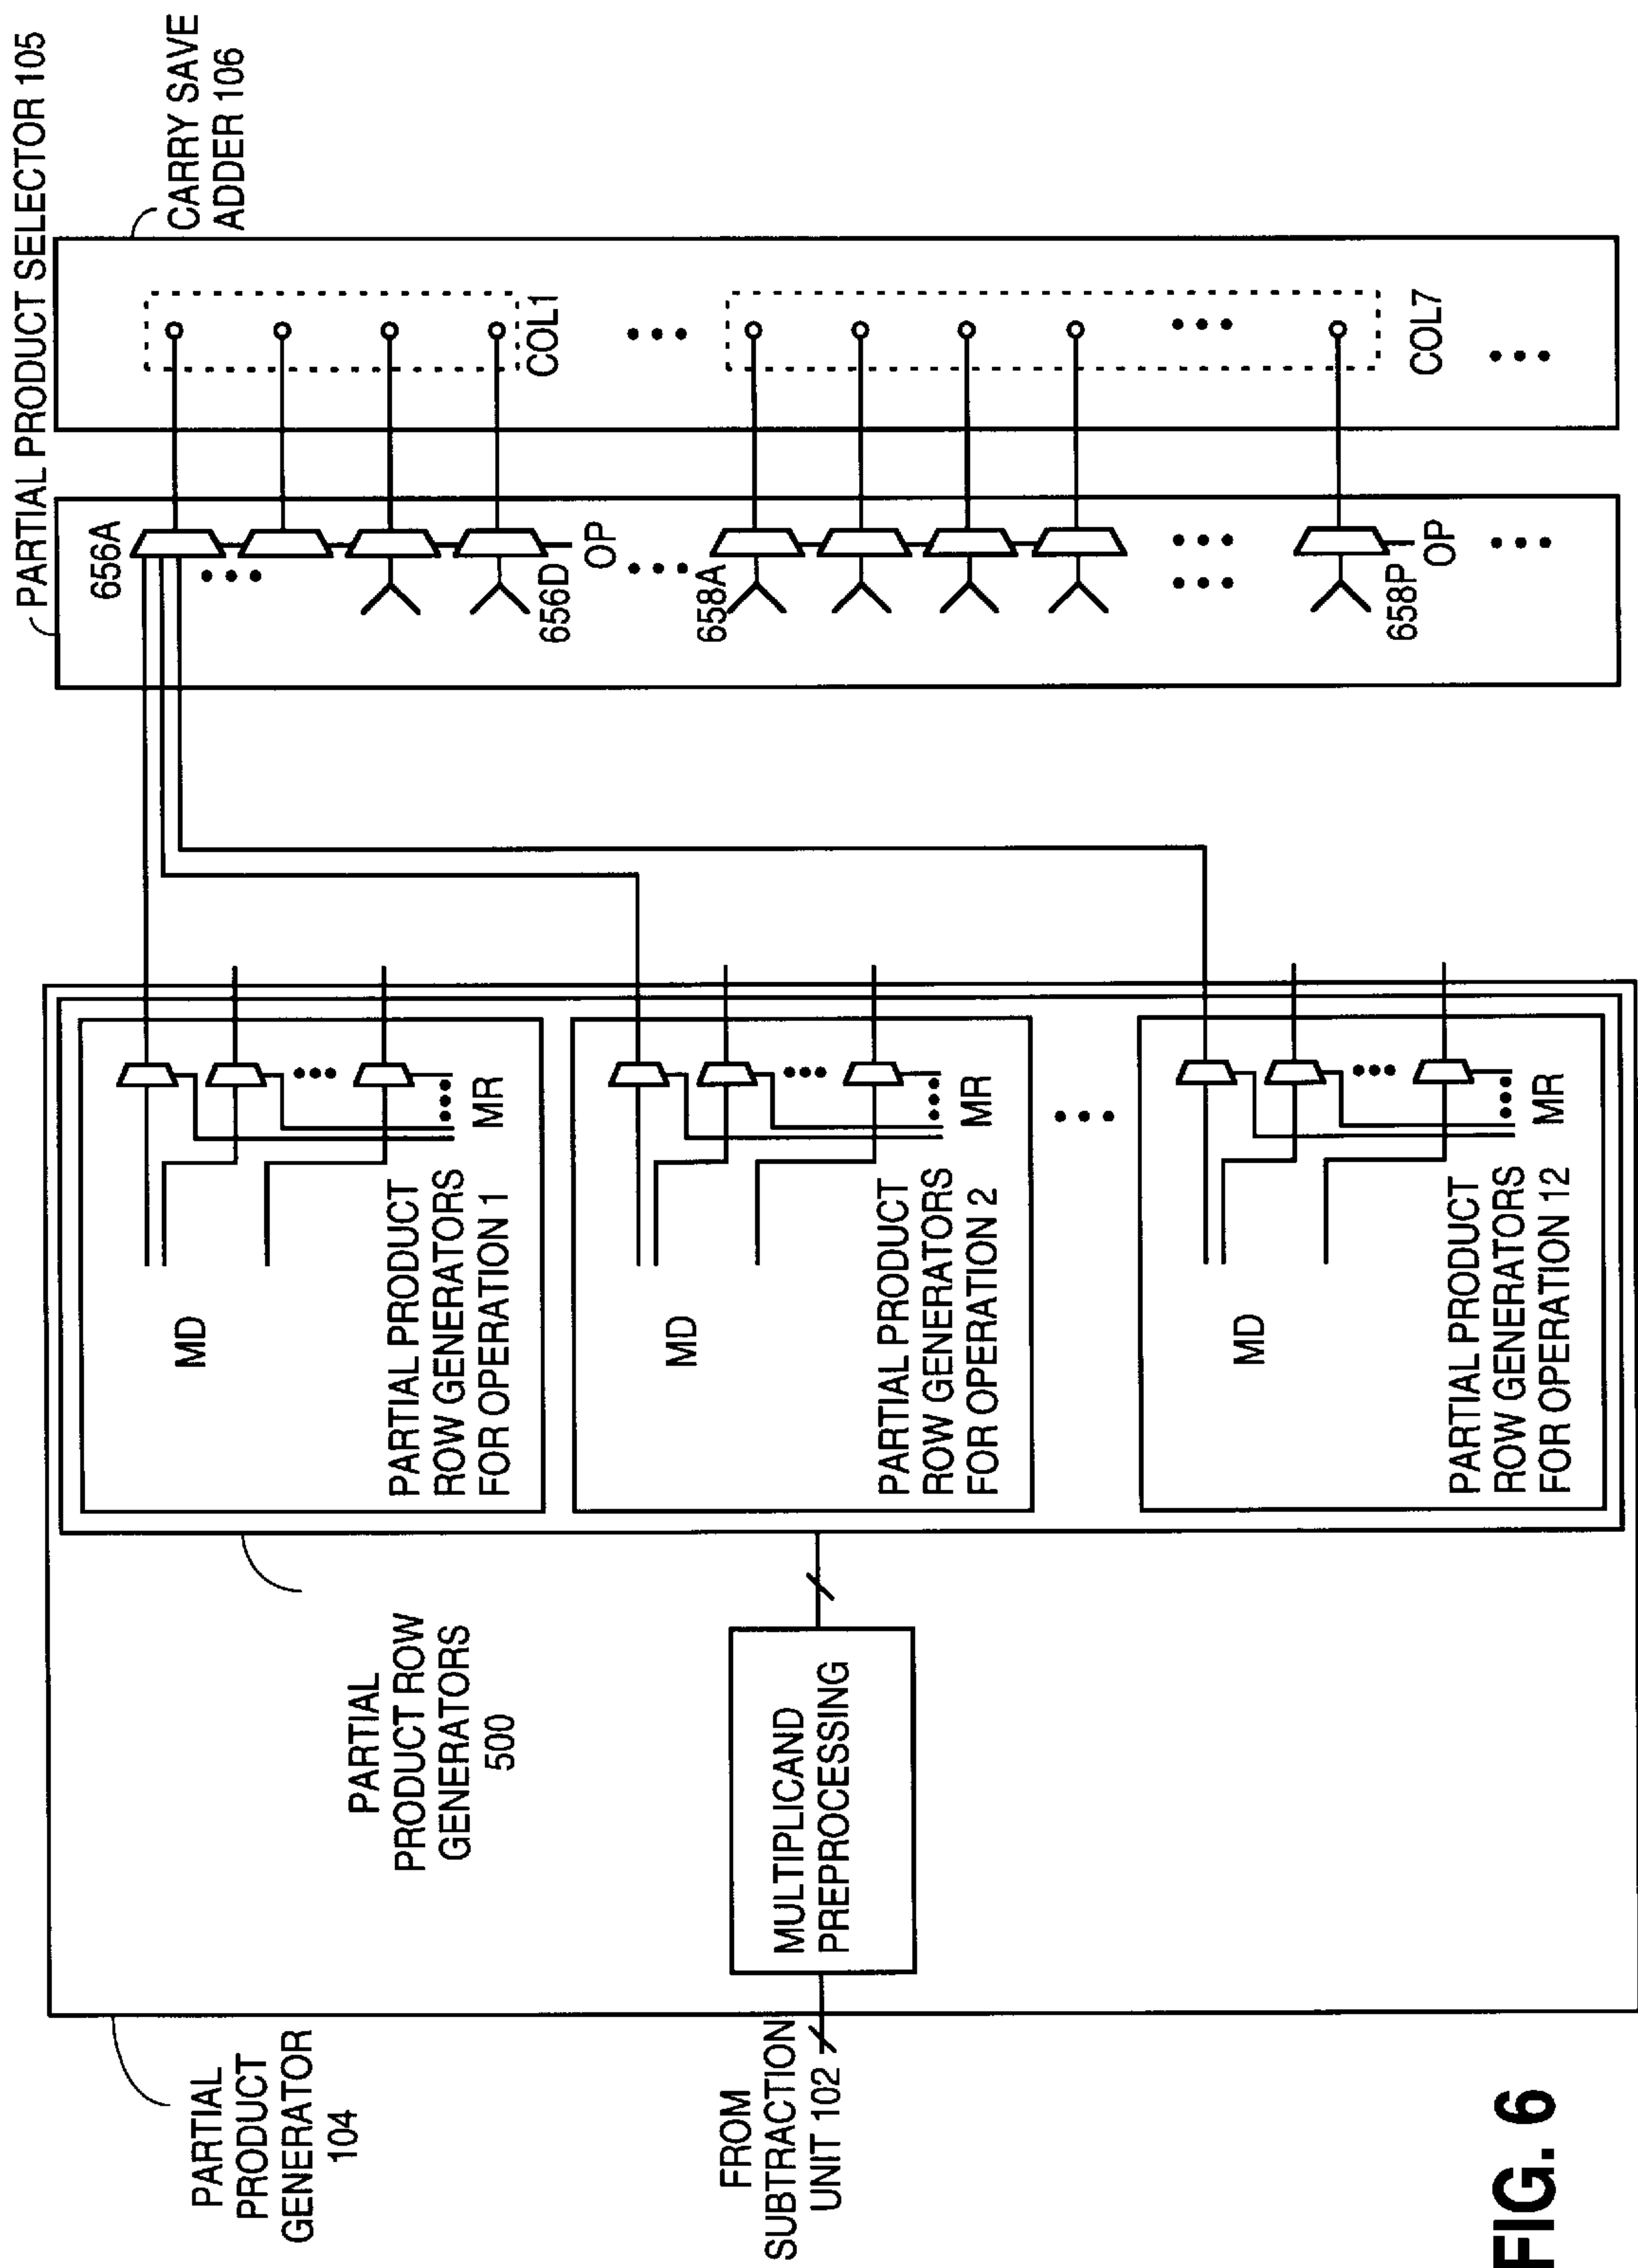 PARTIAL PRODUCT SELECTOR 105
CARRY SAVE
ADDER 106
656A
COL1
OP
656D
658A
COL7
OP
658P
MR
MD
PARTIAL PRODUCT
ROW GENERATORS
FOR OPERATION 1
MR
MD
PARTIAL PRODUCT
ROW GENERATORS
FOR OPERATION 2
MR
MD
PARTIAL PRODUCT
ROW GENERATORS
FOR OPERATION 12
PARTIAL
PRODUCT ROW
GENERATORS
500
MULTIPLICAND
PREPROCESSING
PARTIAL
PRODUCT
GENERATOR
104
FROM
SUBTRACTION
UNIT 102
FIG. 6